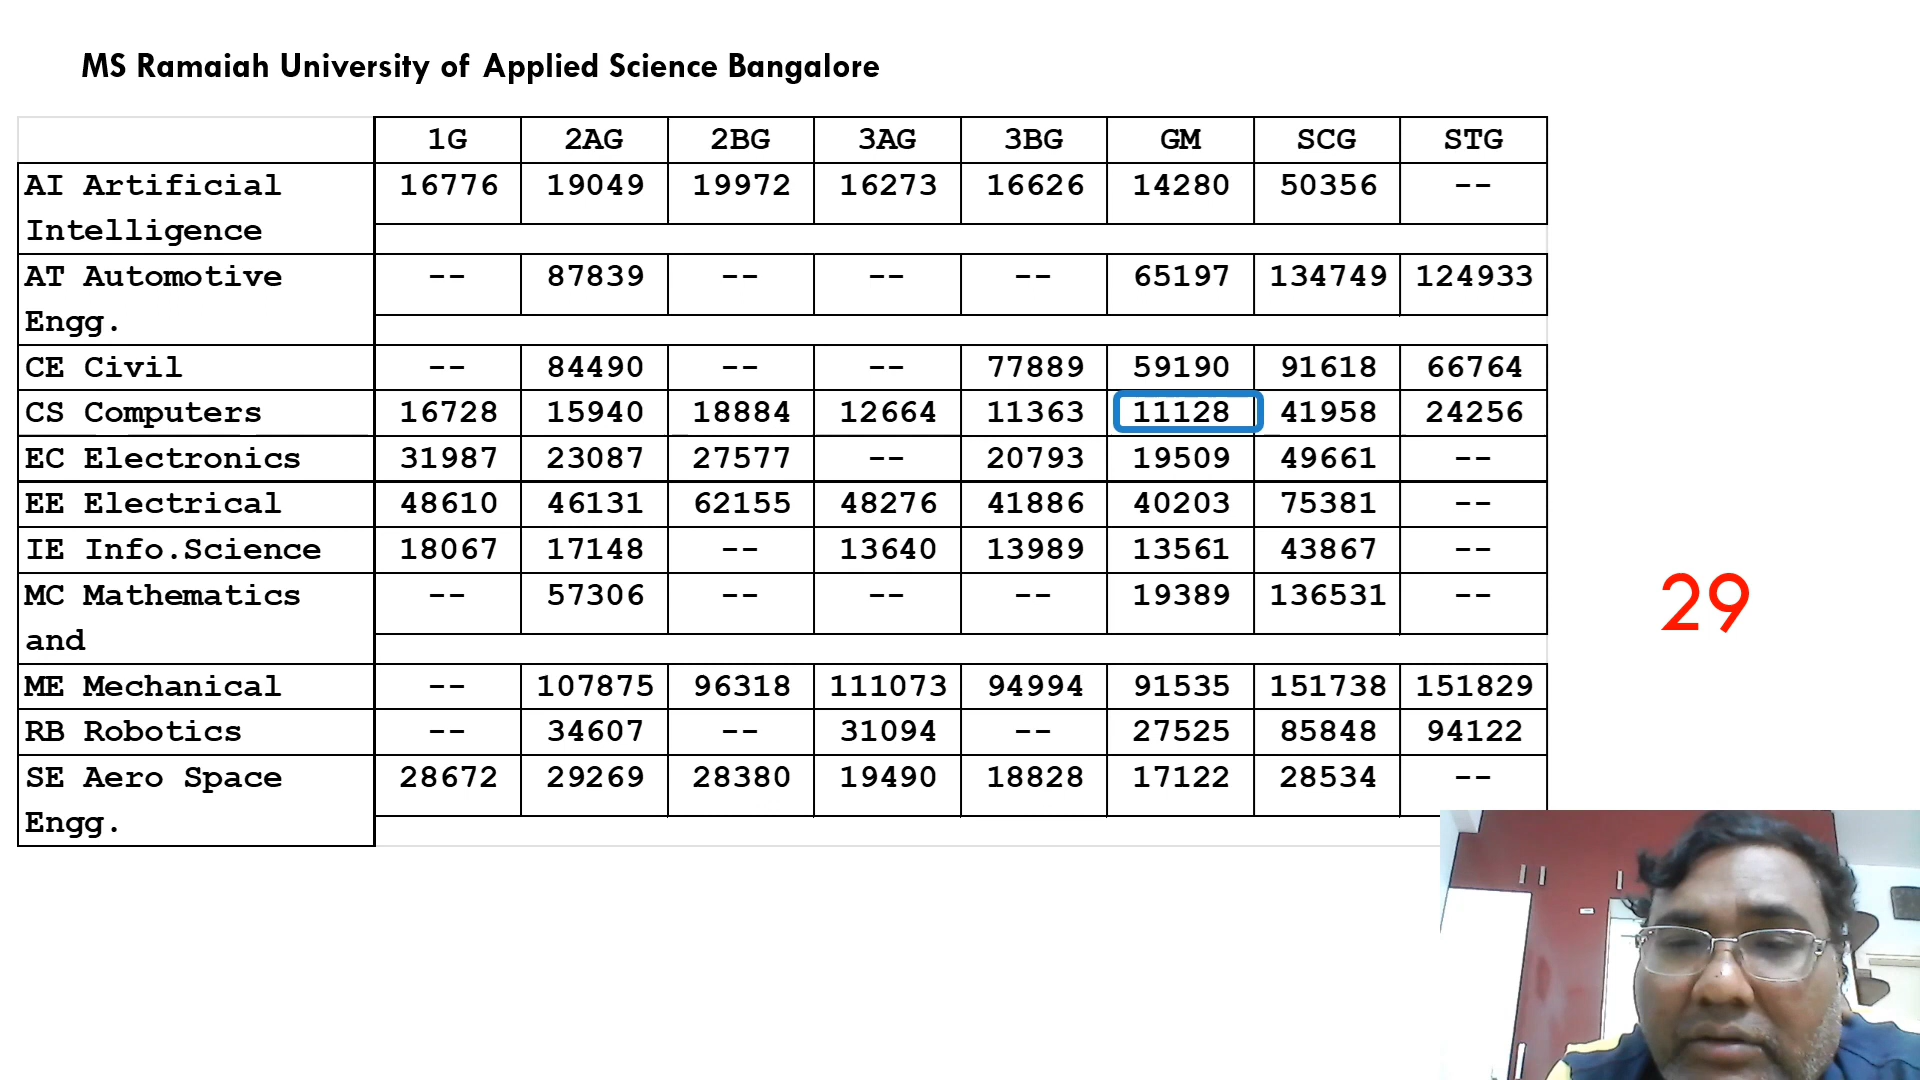 MS Ramaiah University of Applied Science Bangalore
1G 2AG 2BG 3AG 3BG GM SCG STG
AI Artificial 16776 19049 19972 16273 16626 14280 50356 --
Intelligence
AT Automotive -- 87839 -- -- -- 65197 134749 124933
Engg.
CE Civil -- 84490 -- -- 77889 59190 91618 66764
CS Computers 16728 15940 18884 12664 11363 11128 41958 24256
EC Electronics 31987 23087 27577 -- 20793 19509 49661 --
EE Electrical 48610 46131 62155 48276 41886 40203 75381 --
IE Info.Science 18067 17148 -- 13640 13989 13561 43867 --
MC Mathematics -- 57306 -- -- -- 19389 136531 --
and
29
ME Mechanical -- 107875 96318 111073 94994 91535 151738 151829
RB Robotics -- 34607 -- 31094 -- 27525 85848 94122
SE Aero Space 28672 29269 28380 19490 18828 17122 28534 --
Engg.